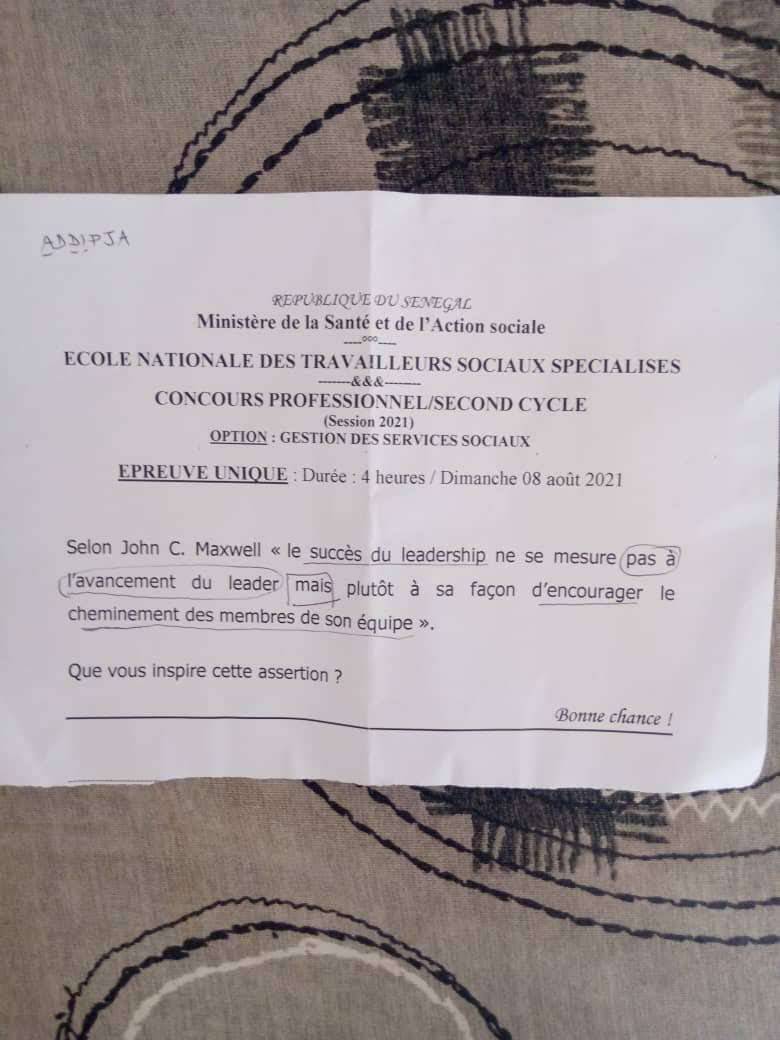 ADDIPJA
REPUBLIQUE DU SENEGAL
Ministère de la Santé et de l'Action sociale
----°°°----
ECOLE NATIONALE DES TRAVAILLEURS SOCIAUX SPECIALISES
-------&&&--------
CONCOURS PROFESSIONNEL/SECOND CYCLE
(Session 2021)
OPTION : GESTION DES SERVICES SOCIAUX
EPREUVE UNIQUE : Durée : 4 heures / Dimanche 08 août 2021
Selon John C. Maxwell « le succès du leadership ne se mesure pas à
l'avancement du leader mais plutôt à sa façon d'encourager le
cheminement des membres de son équipe ».
Que vous inspire cette assertion ?
Bonne chance !